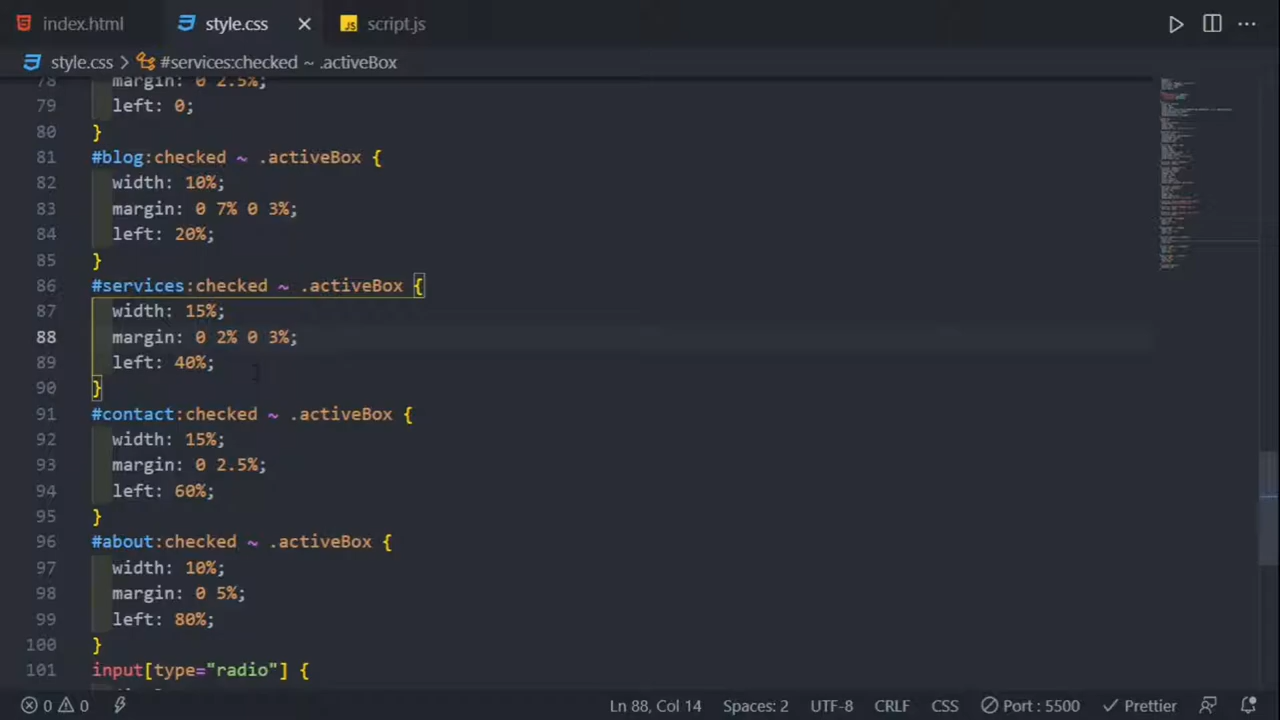 index.html style.css script.js
style.css > #services:checked ~ .activeBox
78 margin: 0 2.5%;
79 left: 0;
80 }
81 #blog:checked ~ .activeBox {
82 width: 10%;
83 margin: 0 7% 0 3%;
84 left: 20%;
85 }
86 #services:checked ~ .activeBox {
87 width: 15%;
88 margin: 0 2% 0 3%;
89 left: 40%;
90 }
91 #contact:checked ~ .activeBox {
92 width: 15%;
93 margin: 0 2.5%;
94 left: 60%;
95 }
96 #about:checked ~ .activeBox {
97 width: 10%;
98 margin: 0 5%;
99 left: 80%;
100 }
101 input[type="radio"] {
0 0 Ln 88, Col 14 Spaces: 2 UTF-8 CRLF CSS Port : 5500 Prettier